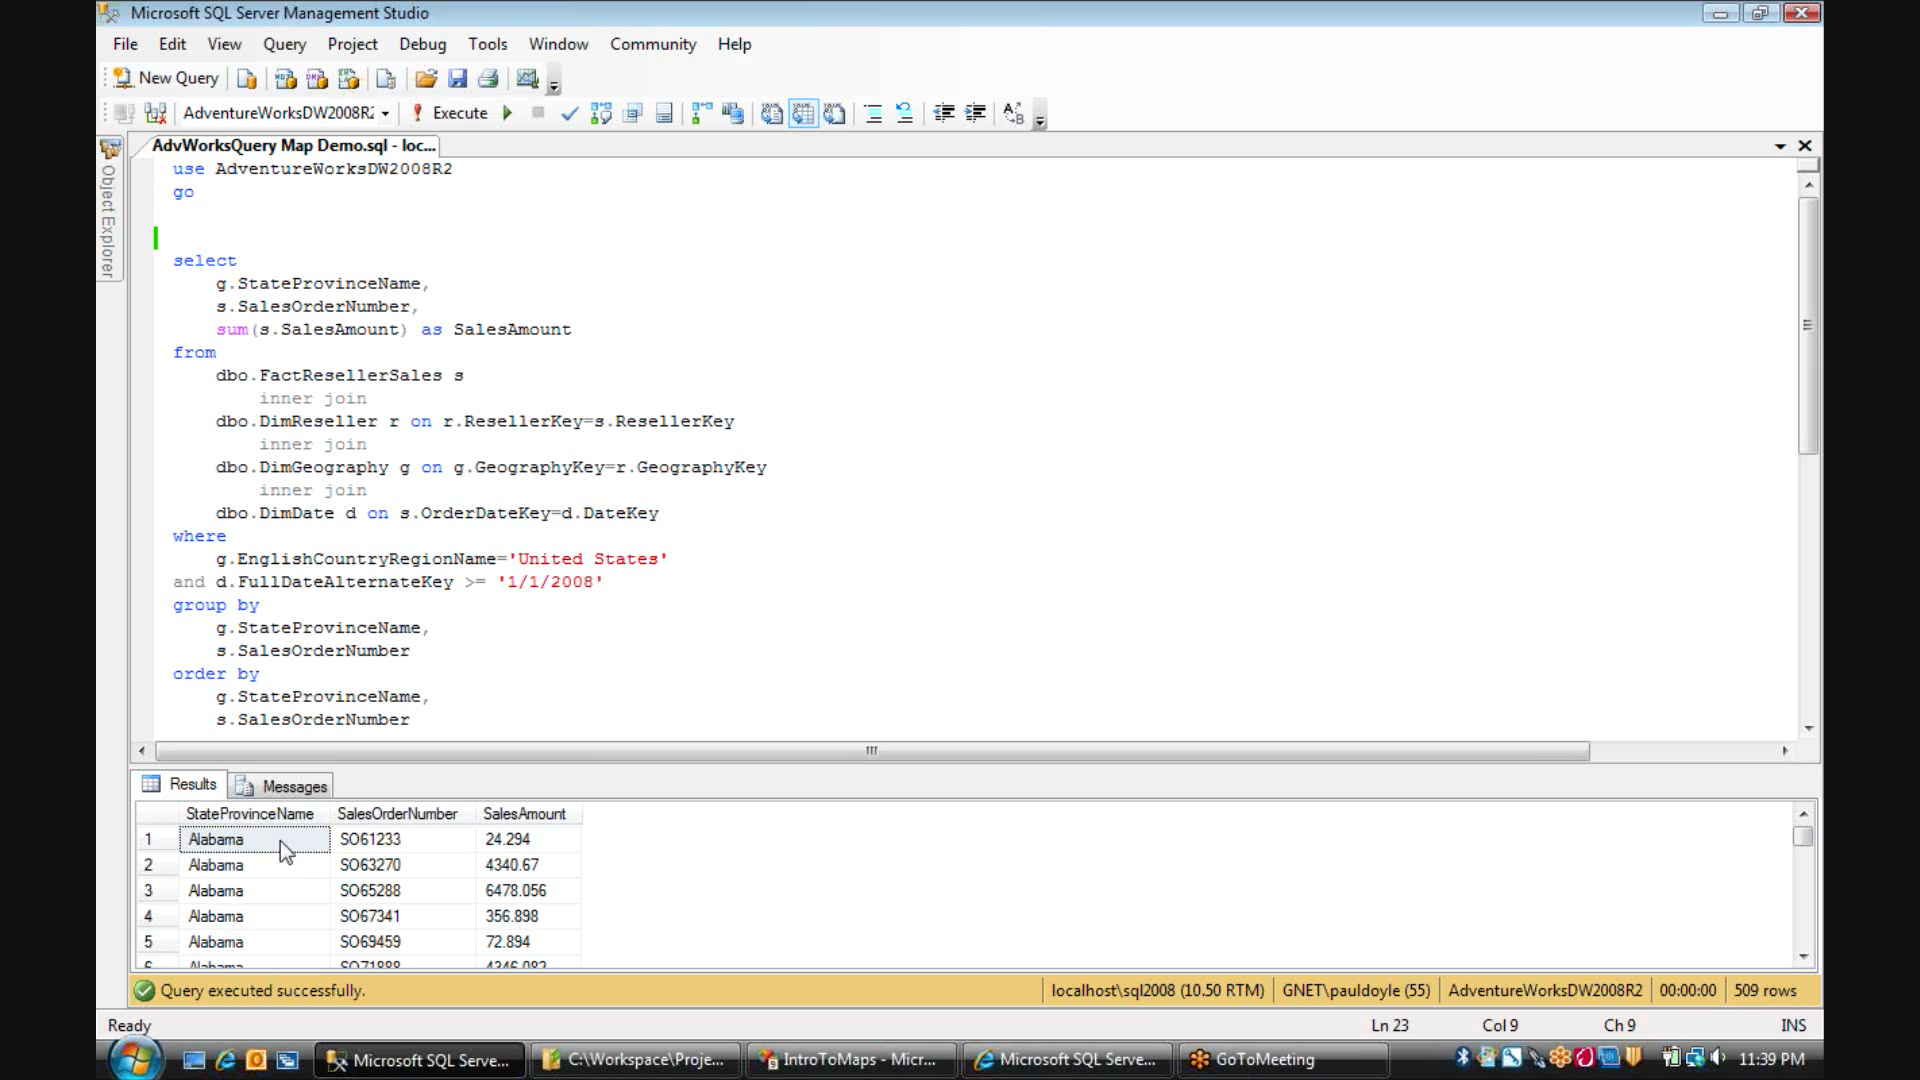 Microsoft SQL Server Management Studio
File Edit View Query Project Debug Tools Window Community Help
New Query
AdventureWorksDW2008R2 Execute
AdvWorksQuery Map Demo.sql - loc...
Object Explorer
use AdventureWorksDW2008R2
go
select
g.StateProvinceName,
s.SalesOrderNumber,
sum(s.SalesAmount) as SalesAmount
from
dbo.FactResellerSales s
inner join
dbo.DimReseller r on r.ResellerKey=s.ResellerKey
inner join
dbo.DimGeography g on g.GeographyKey=r.GeographyKey
inner join
dbo.DimDate d on s.OrderDateKey=d.DateKey
where
g.EnglishCountryRegionName='United States'
and d.FullDateAlternateKey >= '1/1/2008'
group by
g.StateProvinceName,
s.SalesOrderNumber
order by
g.StateProvinceName,
s.SalesOrderNumber
Results Messages
StateProvinceName SalesOrderNumber SalesAmount
1 Alabama SO61233 24.294
2 Alabama SO63270 4340.67
3 Alabama SO65288 6478.056
4 Alabama SO67341 356.898
5 Alabama SO69459 72.894
6 Alabama SO71888 4346.082
Query executed successfully. localhost\sql2008 (10.50 RTM) GNET\pauldoyle (55) AdventureWorksDW2008R2 00:00:00 509 rows
Ready Ln 23 Col 9 Ch 9 INS
Microsoft SQL Serve... C:\Workspace\Proje... IntroToMaps - Micr... Microsoft SQL Serve... GoToMeeting 11:39 PM